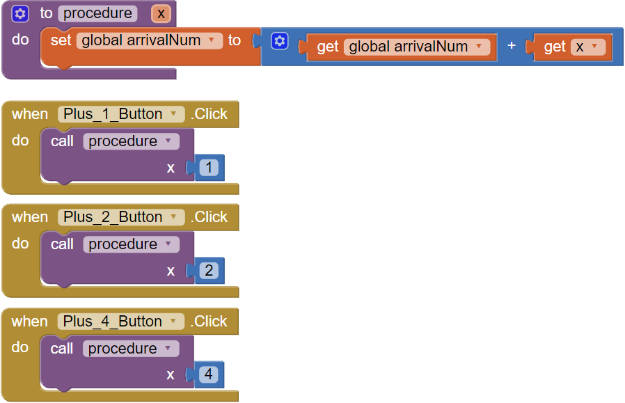 to procedure x
do set global arrivalNum to get global arrivalNum + get x
when Plus_1_Button .Click
do call procedure
x 1
when Plus_2_Button .Click
do call procedure
x 2
when Plus_4_Button .Click
do call procedure
x 4